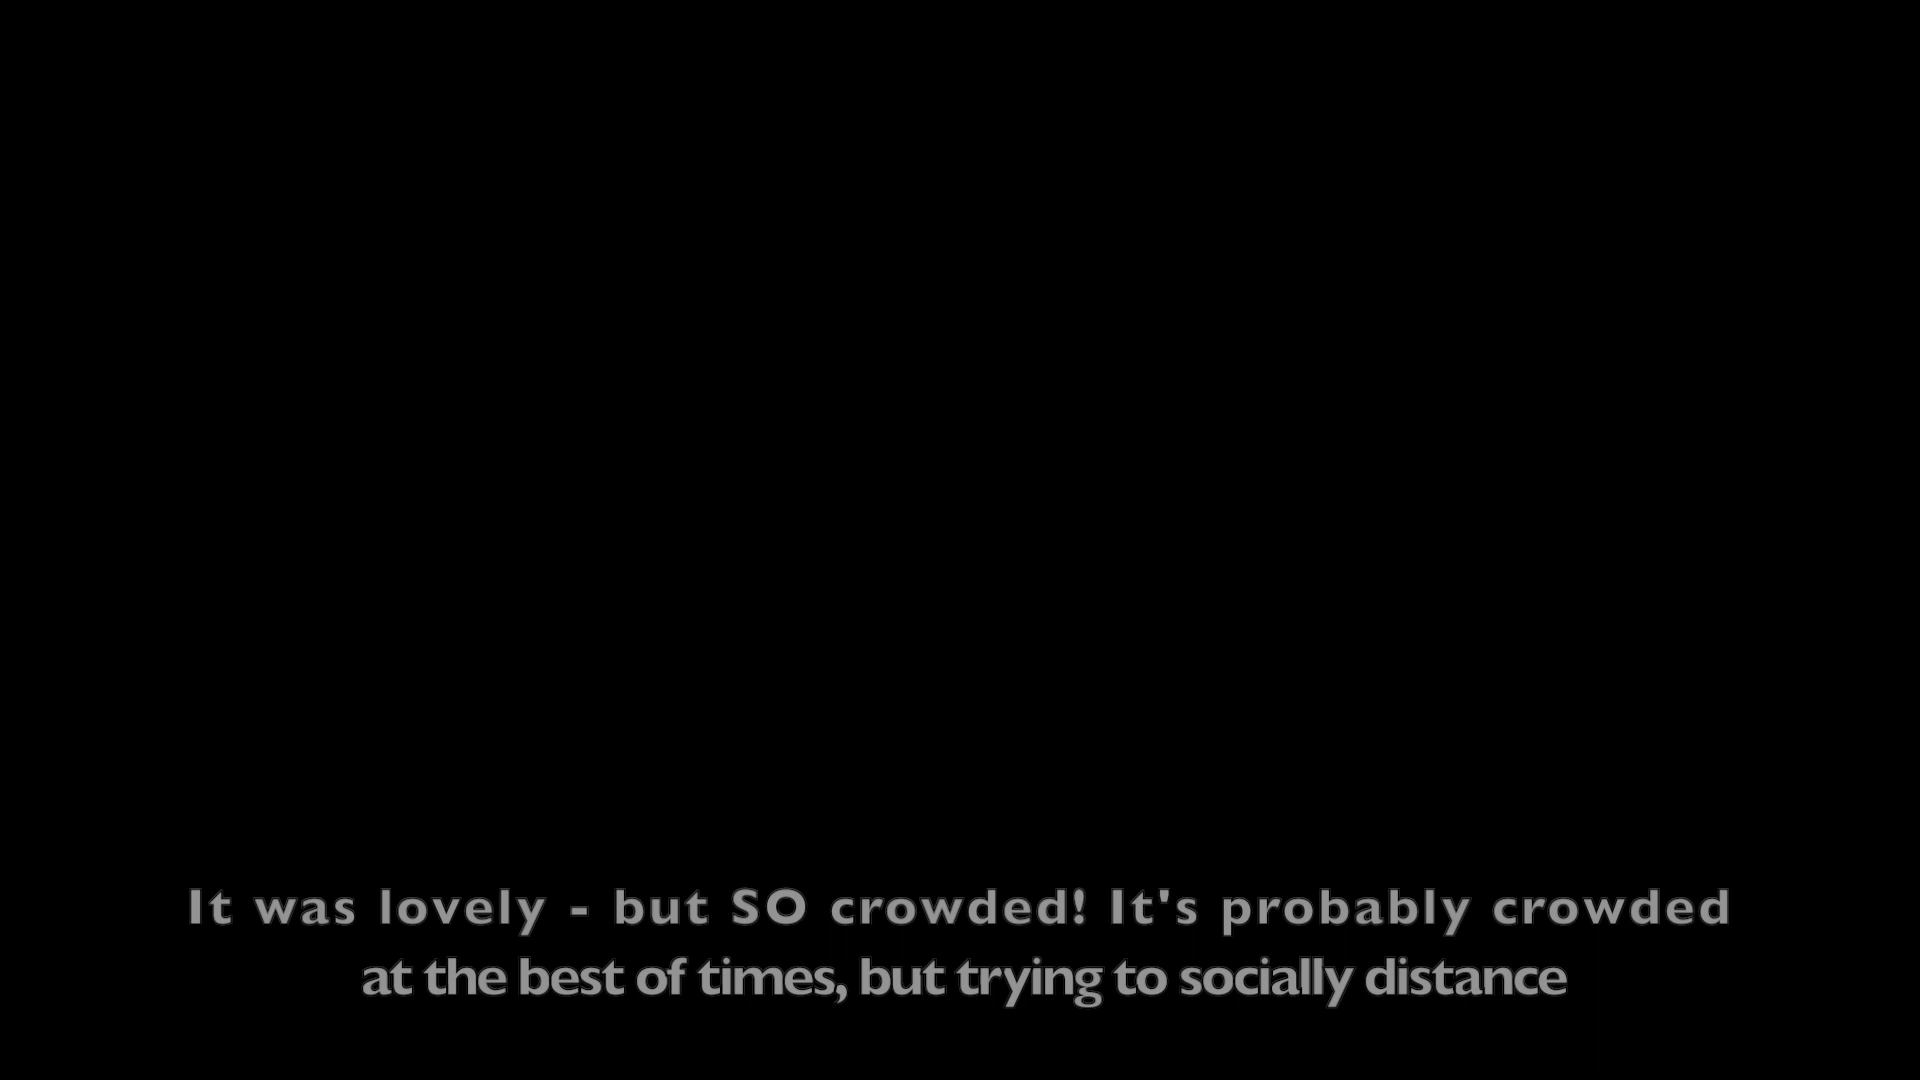 It was lovely - but SO crowded! It's probably crowded
at the best of times, but trying to socially distance